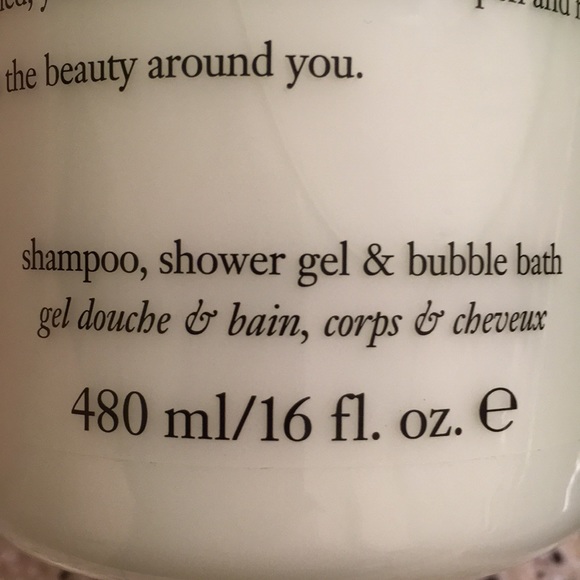 the beauty around you.
shampoo, shower gel & bubble bath
gel douche & bain, corps & cheveux
480 ml/16 fl. oz. ℮